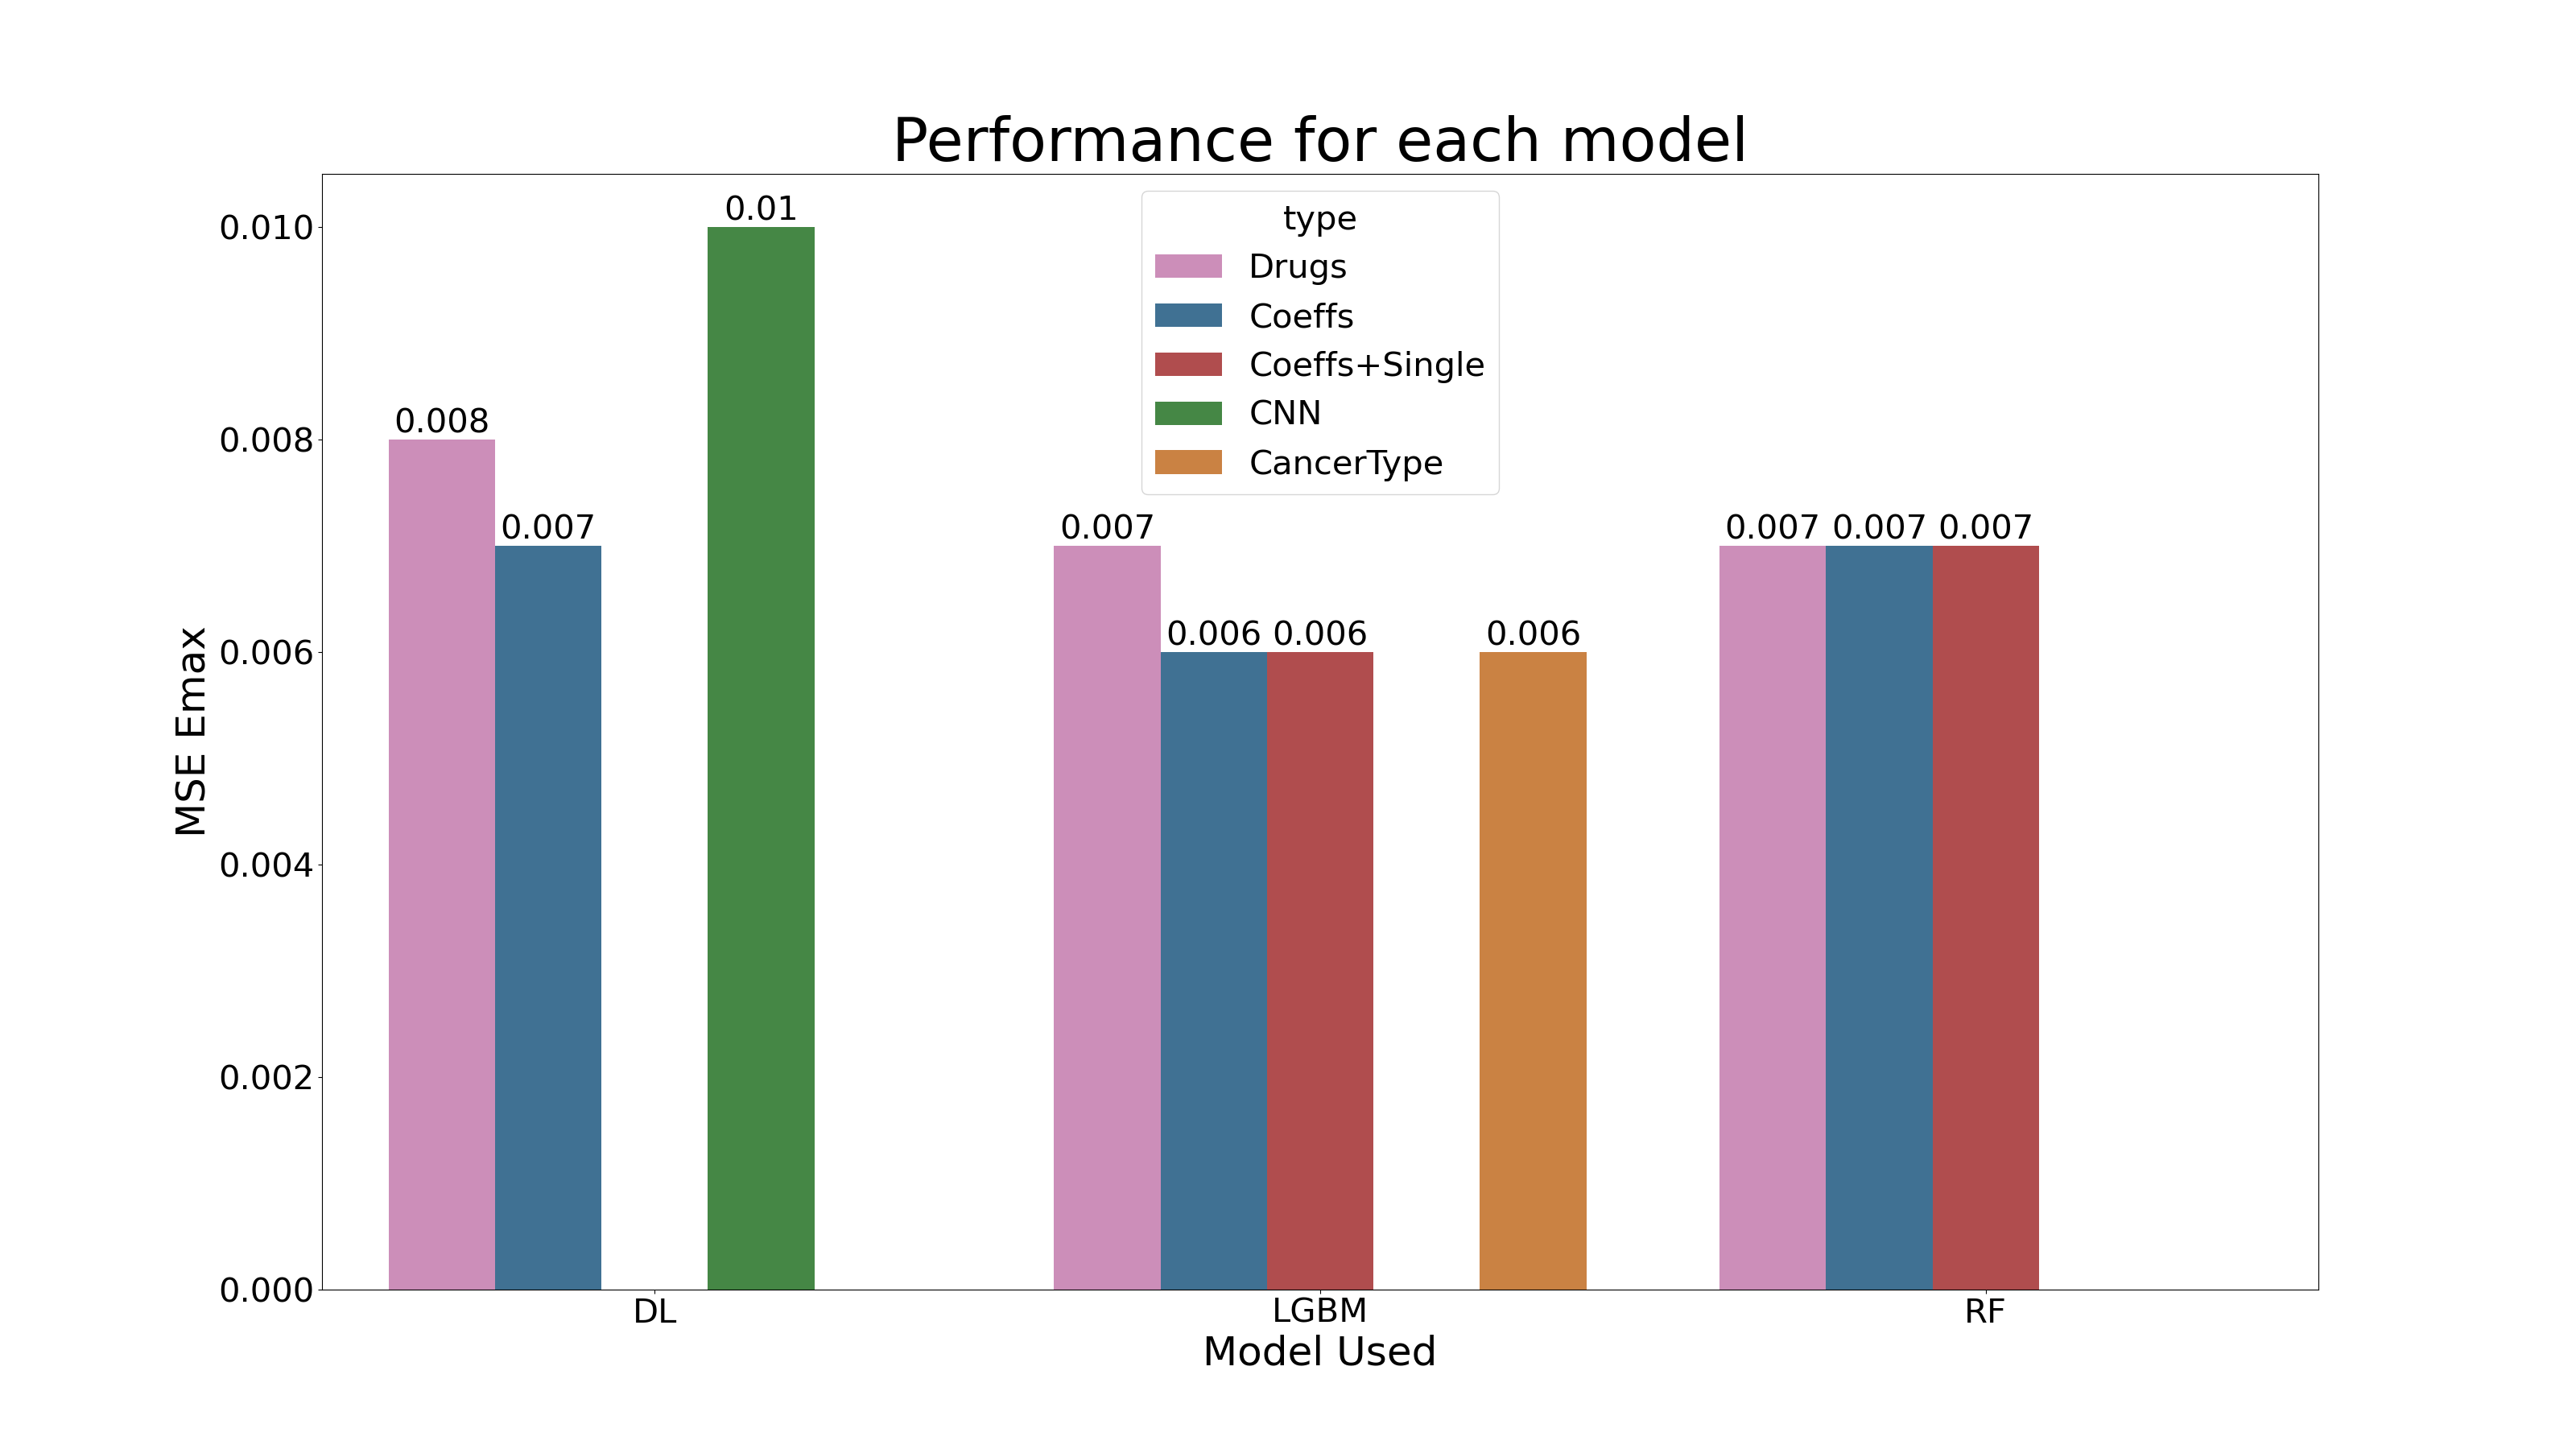 Performance for each model
type
Drugs
Coeffs
Coeffs+Single
CNN
CancerType
MSE Emax
0.010
0.008
0.006
0.004
0.002
0.000
0.008
0.007
0.01
0.007
0.006
0.006
0.006
0.007
0.007
0.007
DL
LGBM
RF
Model Used